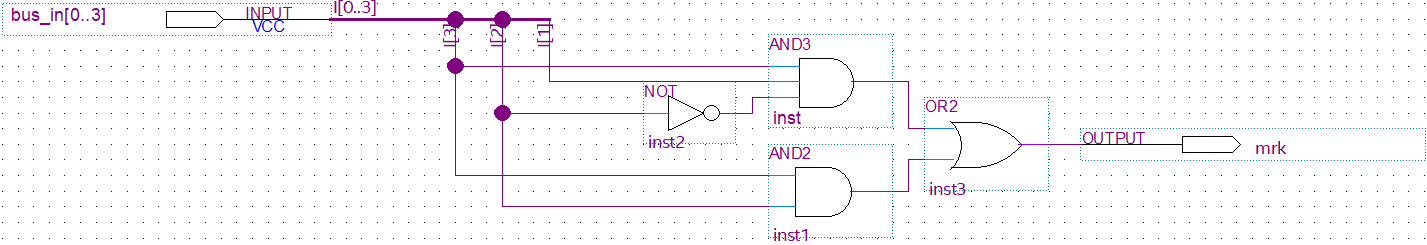 bus_in[0..3]
INPUT
VCC
I[0..3]
I[3]
I[2]
I[1]
AND3
inst
NOT
inst2
AND2
inst1
OR2
inst3
OUTPUT
mrk